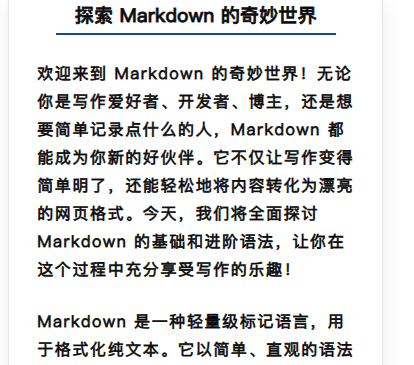 探索 Markdown 的奇妙世界
欢迎来到 Markdown 的奇妙世界！无论
你是写作爱好者、开发者、博主，还是想
要简单记录点什么的人，Markdown 都
能成为你新的好伙伴。它不仅让写作变得
简单明了，还能轻松地将内容转化为漂亮
的网页格式。今天，我们将全面探讨
Markdown 的基础和进阶语法，让你在
这个过程中充分享受写作的乐趣！
Markdown 是一种轻量级标记语言，用
于格式化纯文本。它以简单、直观的语法